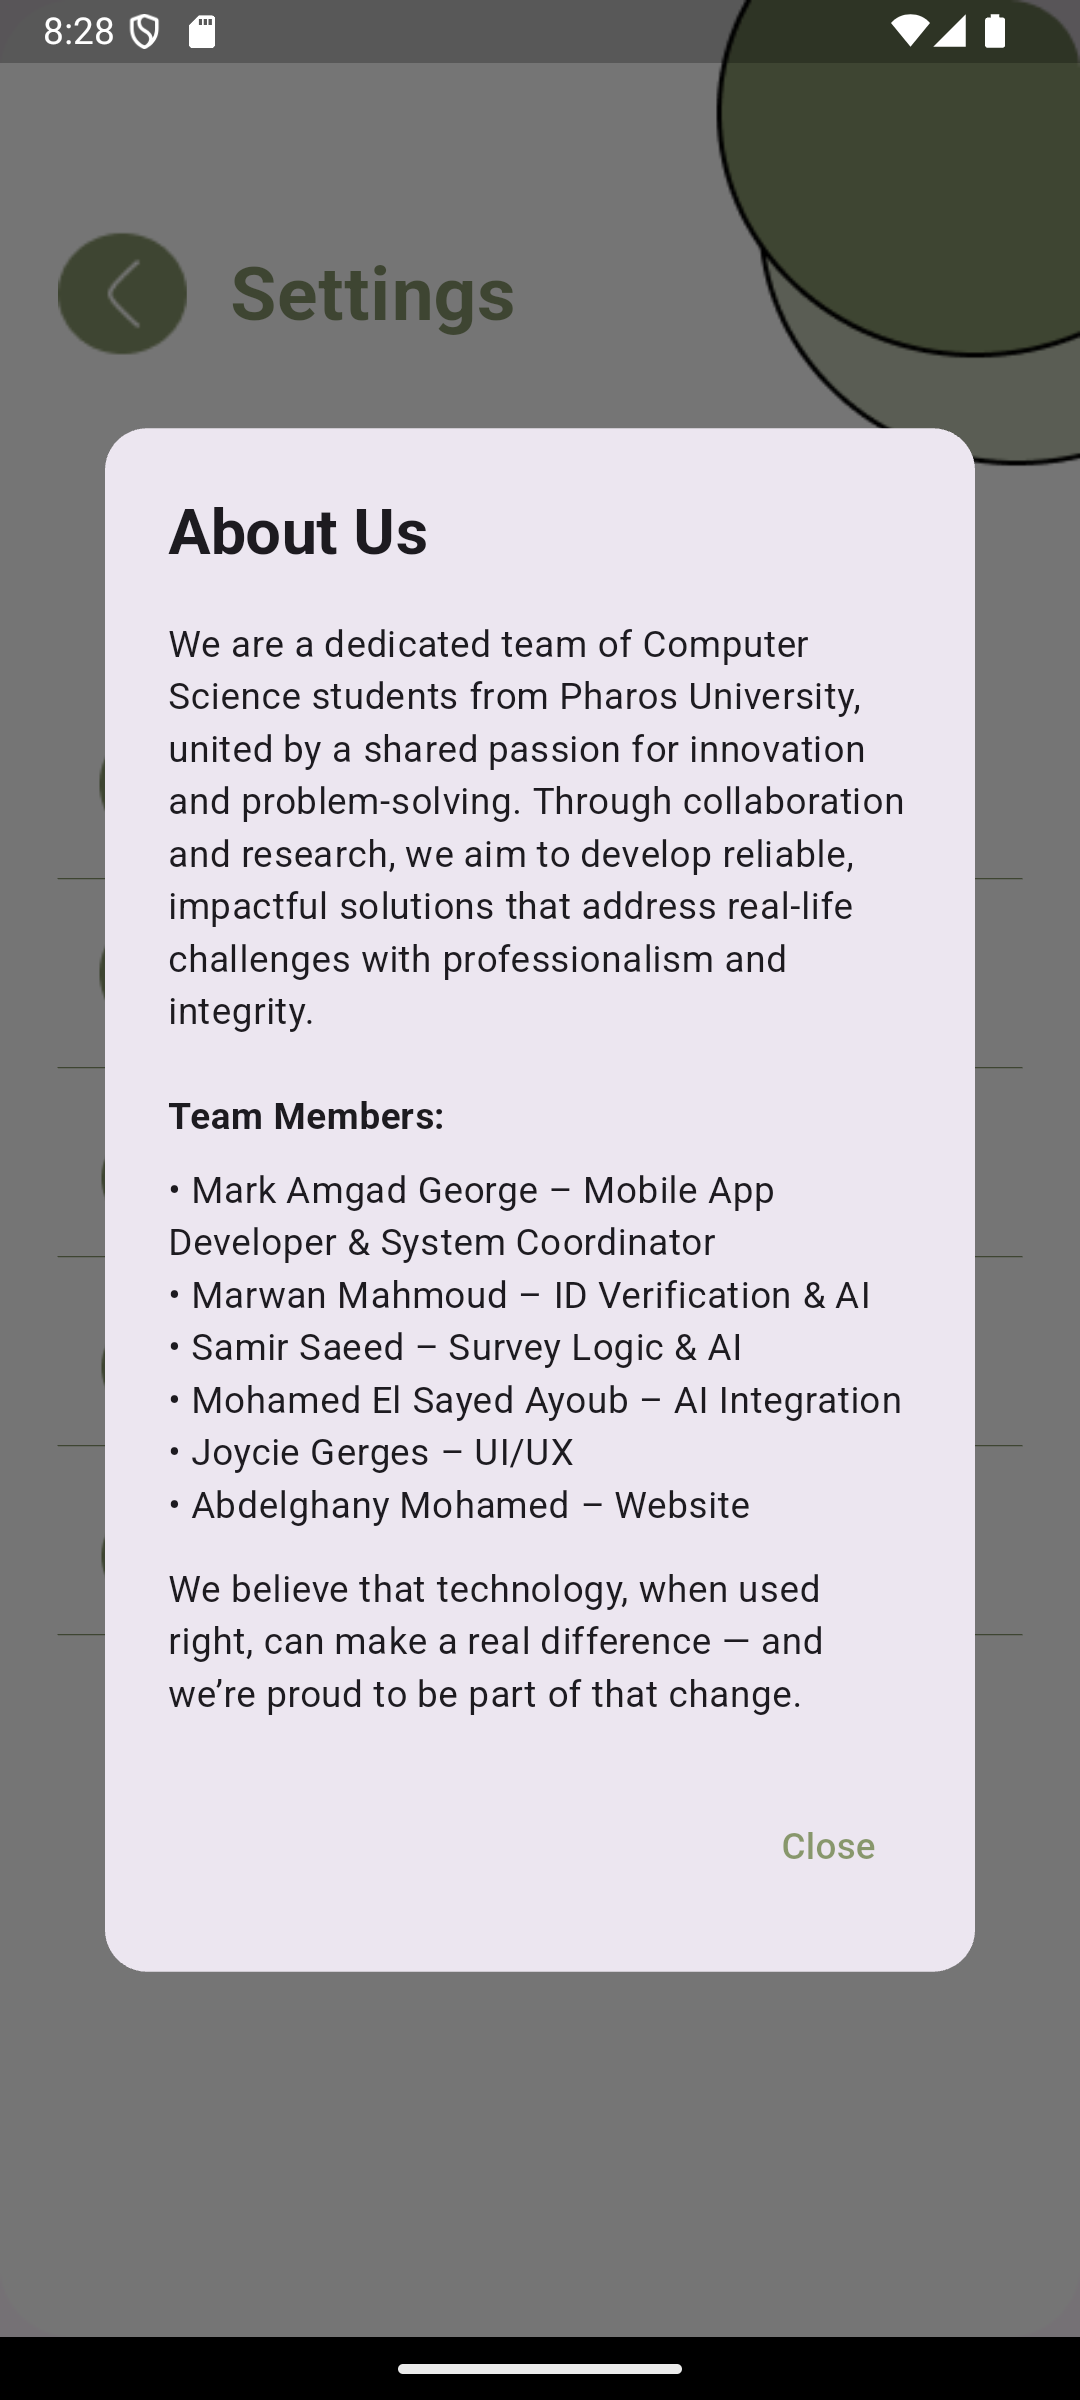 8:28
Settings
About Us
We are a dedicated team of Computer
Science students from Pharos University,
united by a shared passion for innovation
and problem-solving. Through collaboration
and research, we aim to develop reliable,
impactful solutions that address real-life
challenges with professionalism and
integrity.
Team Members:
• Mark Amgad George – Mobile App
Developer & System Coordinator
• Marwan Mahmoud – ID Verification & AI
• Samir Saeed – Survey Logic & AI
• Mohamed El Sayed Ayoub – AI Integration
• Joycie Gerges – UI/UX
• Abdelghany Mohamed – Website
We believe that technology, when used
right, can make a real difference — and
we’re proud to be part of that change.
Close